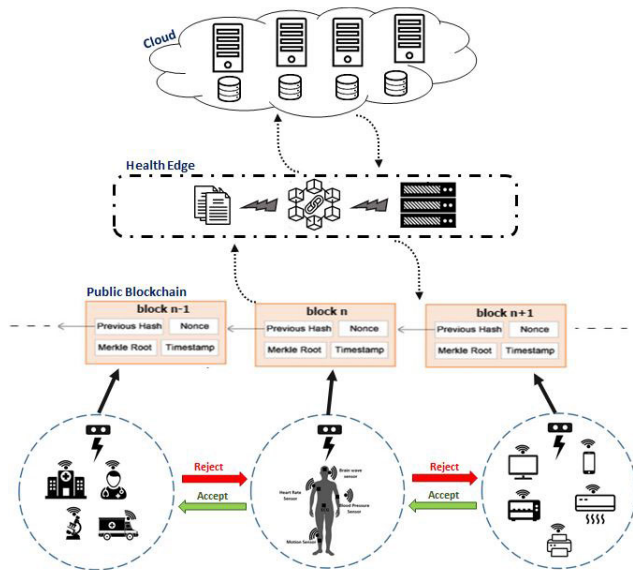 Cloud
Health Edge
Public Blockchain
block n-1
Previous Hash
Nonce
Merkle Root
Timestamp
block n
Previous Hash
Nonce
Merkle Root
Timestamp
block n+1
Previous Hash
Nonce
Merkle Root
Timestamp
Reject
Accept
Brain wave
sensor
Heart Rate
Sensor
Blood Pressure
Sensor
Motion Sensor
Reject
Accept